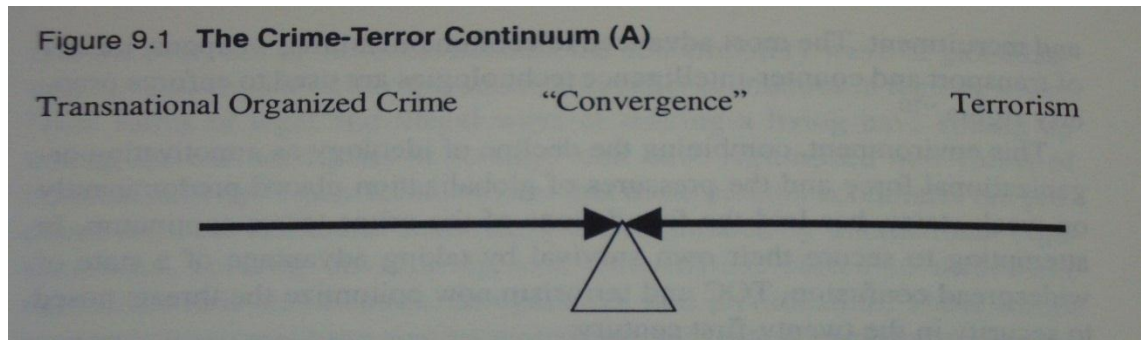 Figure 9.1 The Crime-Terror Continuum (A)
Transnational Organized Crime “Convergence” Terrorism